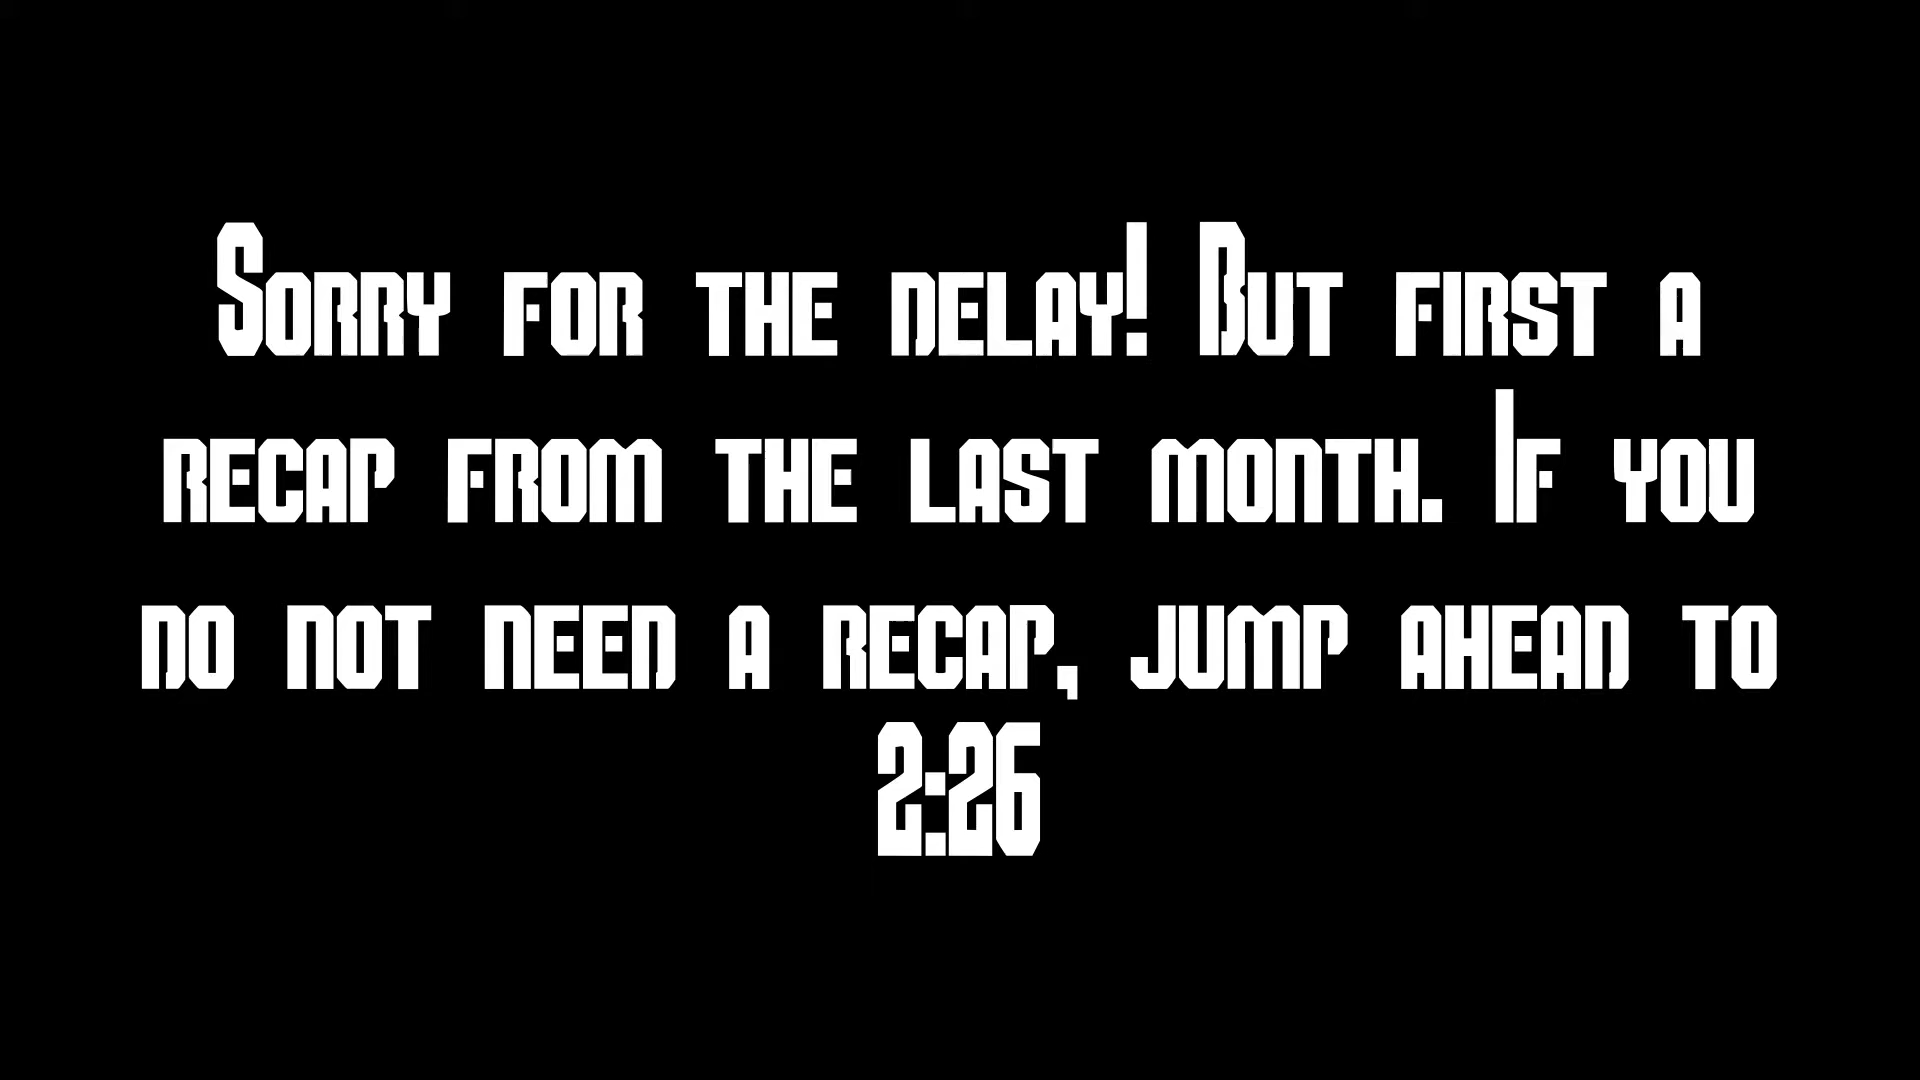 Sorry for the delay! But first a
recap from the last month. If you
do not need a recap, jump ahead to
2:26